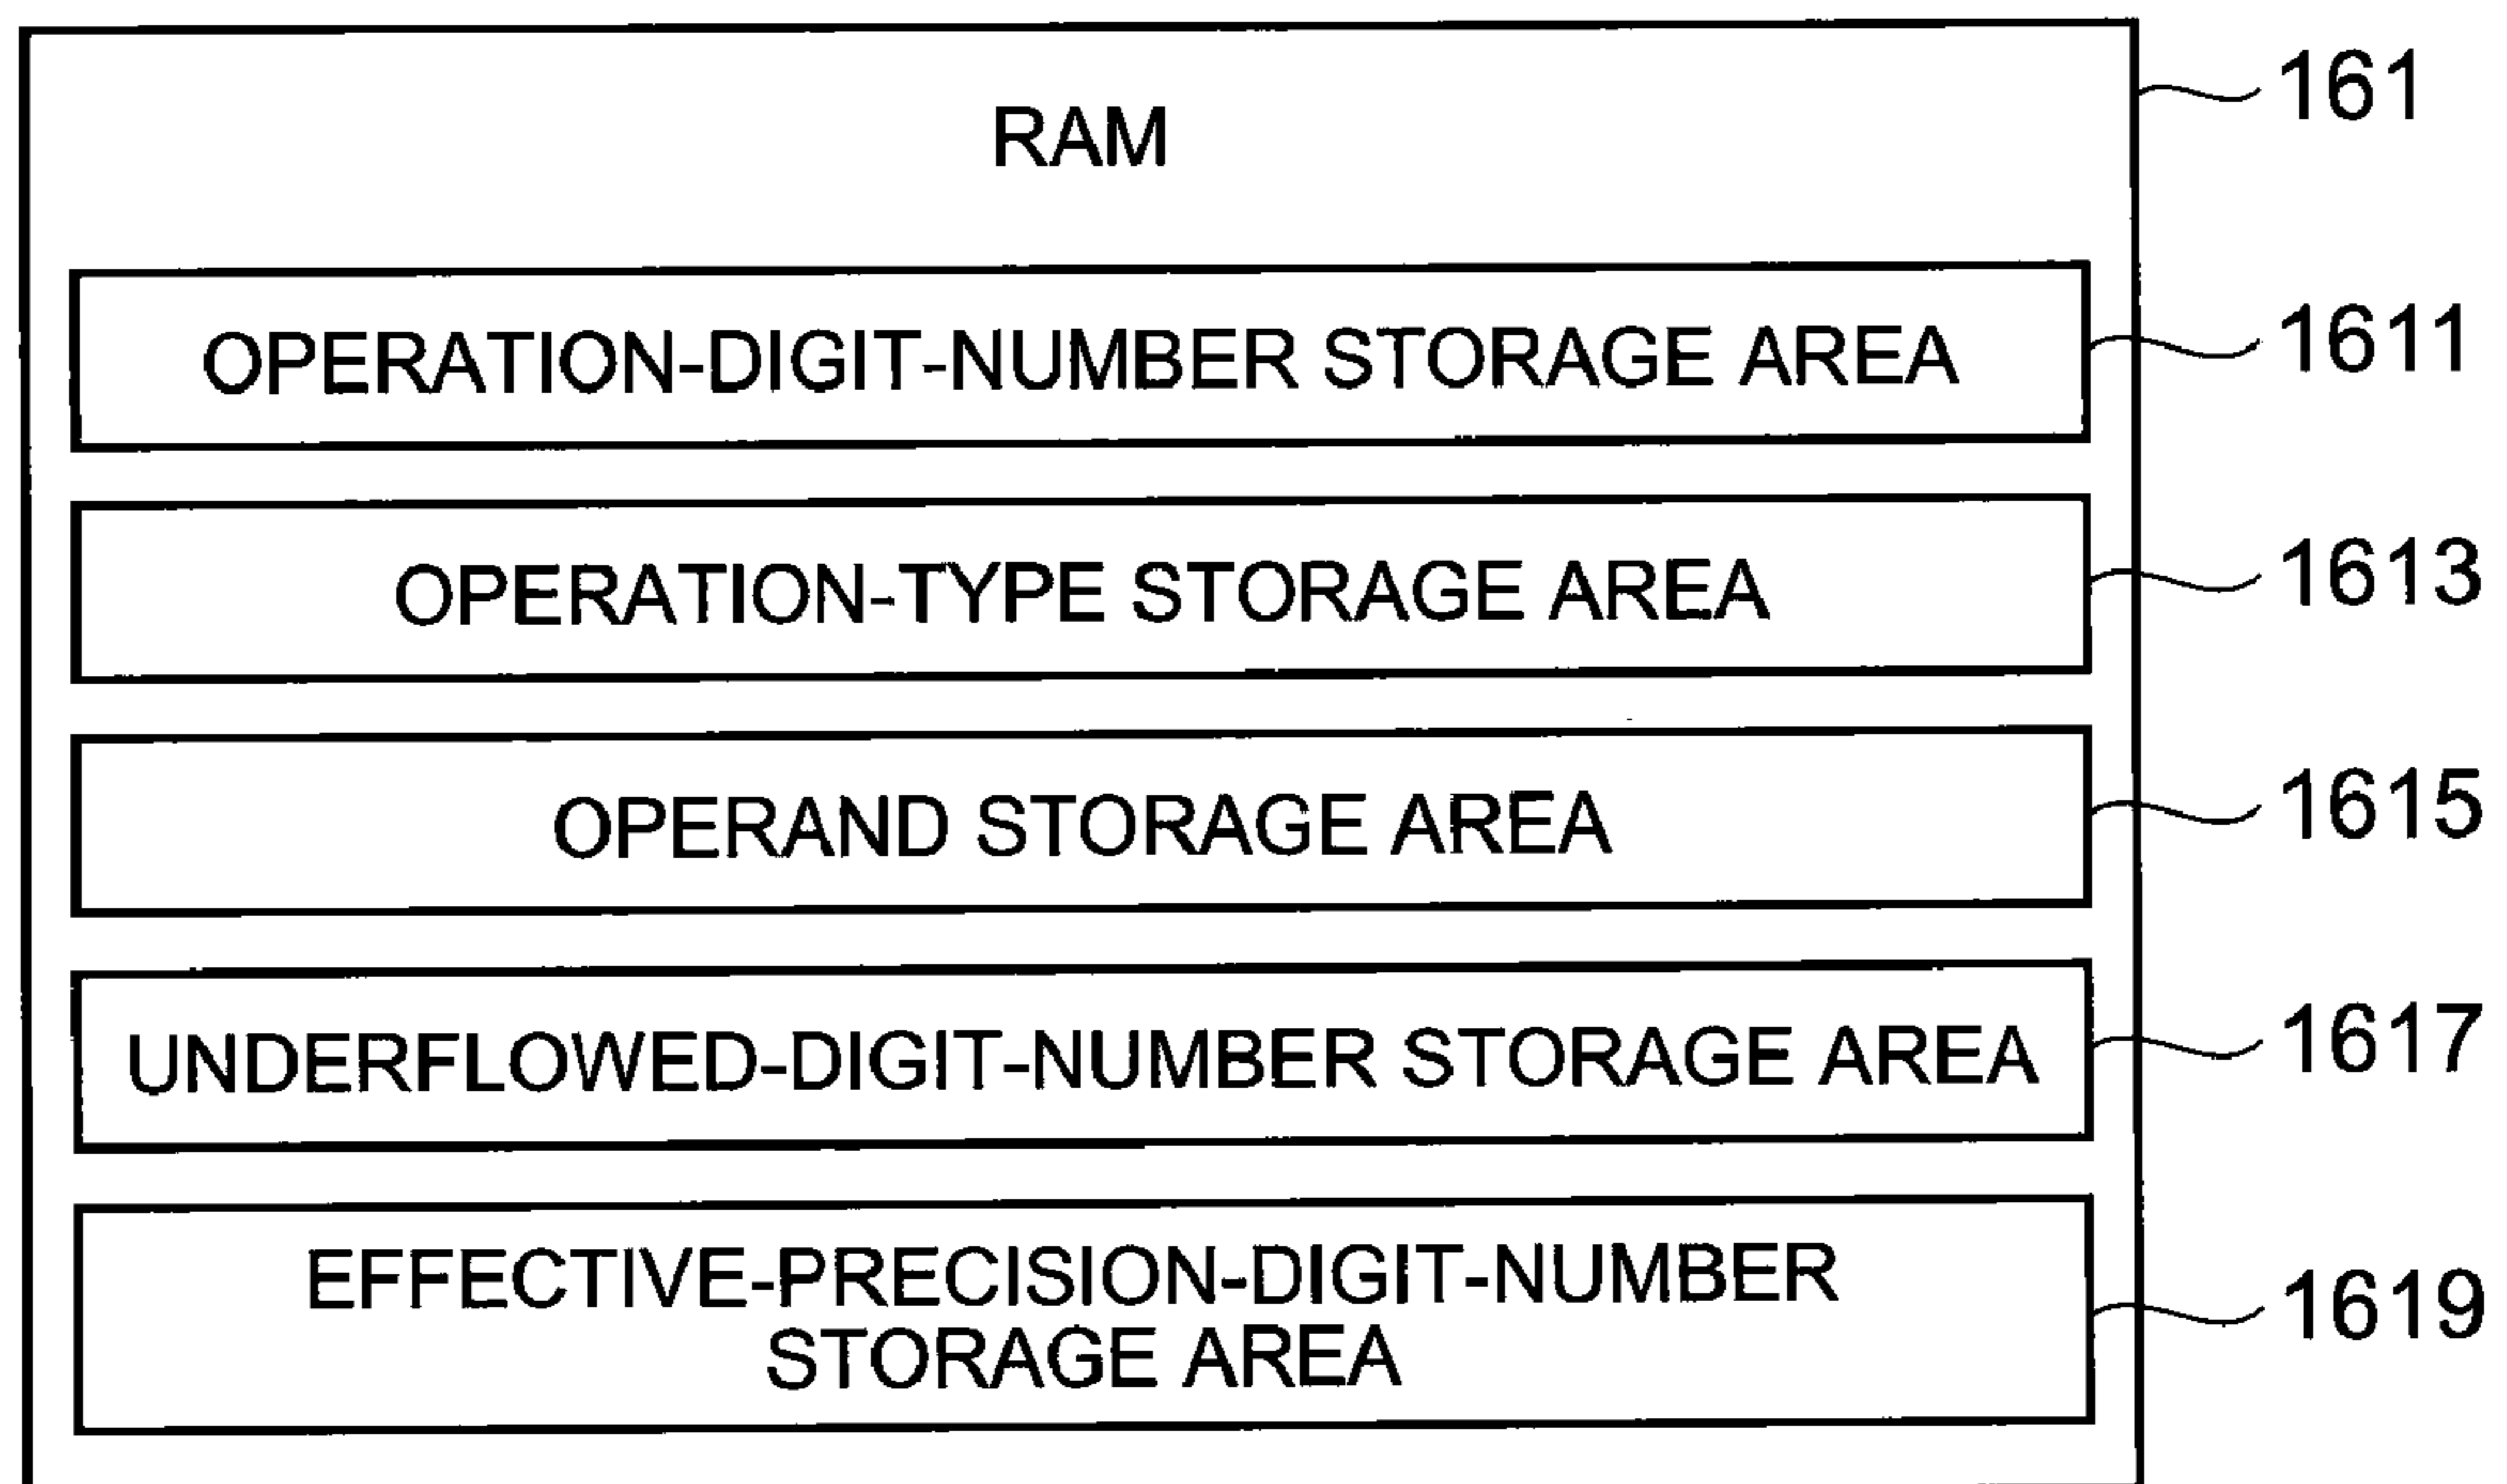 RAM
161
OPERATION-DIGIT-NUMBER STORAGE AREA
1611
OPERATION-TYPE STORAGE AREA
1613
OPERAND STORAGE AREA
1615
UNDERFLOWED-DIGIT-NUMBER STORAGE AREA
1617
EFFECTIVE-PRECISION-DIGIT-NUMBER
STORAGE AREA
1619